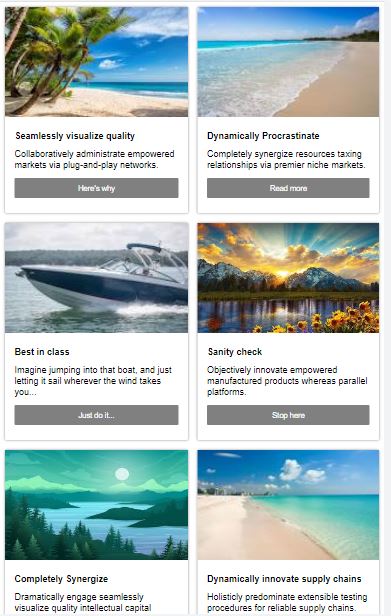 Seamlessly visualize quality
Collaboratively administrate empowered
markets via plug-and-play networks.
Here's why
Dynamically Procrastinate
Completely synergize resources taxing
relationships via premier niche markets.
Read more
Best in class
Imagine jumping into that boat, and just
letting it sail wherever the wind takes
you...
Just do it...
Sanity check
Objectively innovate empowered
manufactured products whereas parallel
platforms.
Stop here
Completely Synergize
Dramatically engage seamlessly
visualize quality intellectual capital
Dynamically innovate supply chains
Holisticly predominate extensible testing
procedures for reliable supply chains.